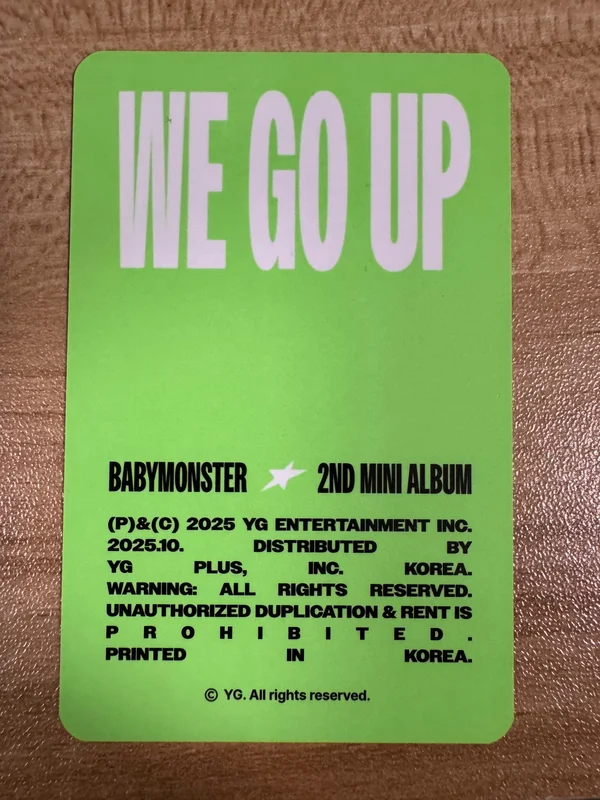 WE GO UP
BABYMONSTER 2ND MINI ALBUM
(P)&(C) 2025 YG ENTERTAINMENT INC.
2025.10. DISTRIBUTED BY
YG PLUS, INC. KOREA.
WARNING: ALL RIGHTS RESERVED.
UNAUTHORIZED DUPLICATION & RENT IS
PROHIBITED.
PRINTED IN KOREA.
© YG. All rights reserved.